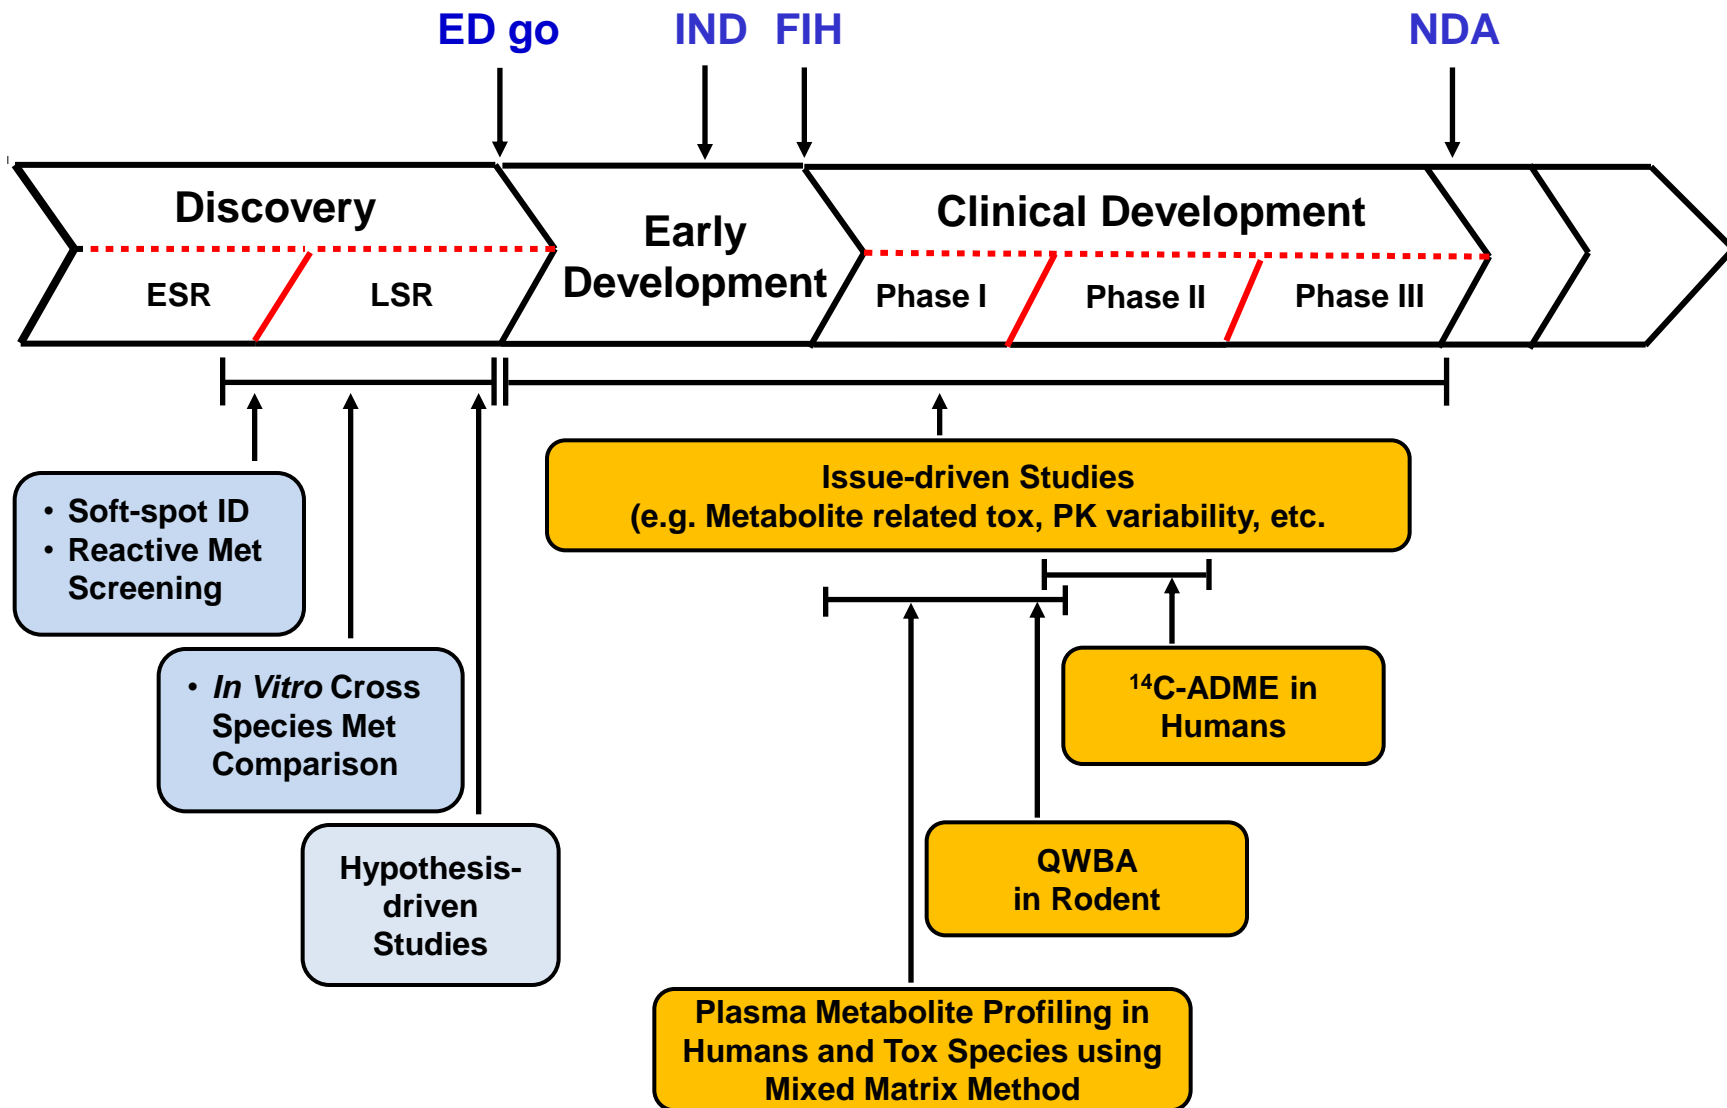 ED go
IND
FIH
NDA
Discovery
Early
Development
Clinical Development
ESR
LSR
Phase I
Phase II
Phase III
• Soft-spot ID
• Reactive Met
Screening
• In Vitro Cross
Species Met
Comparison
Hypothesis-
driven
Studies
Issue-driven Studies
(e.g. Metabolite related tox, PK variability, etc.
14C-ADME in
Humans
QWBA
in Rodent
Plasma Metabolite Profiling in
Humans and Tox Species using
Mixed Matrix Method